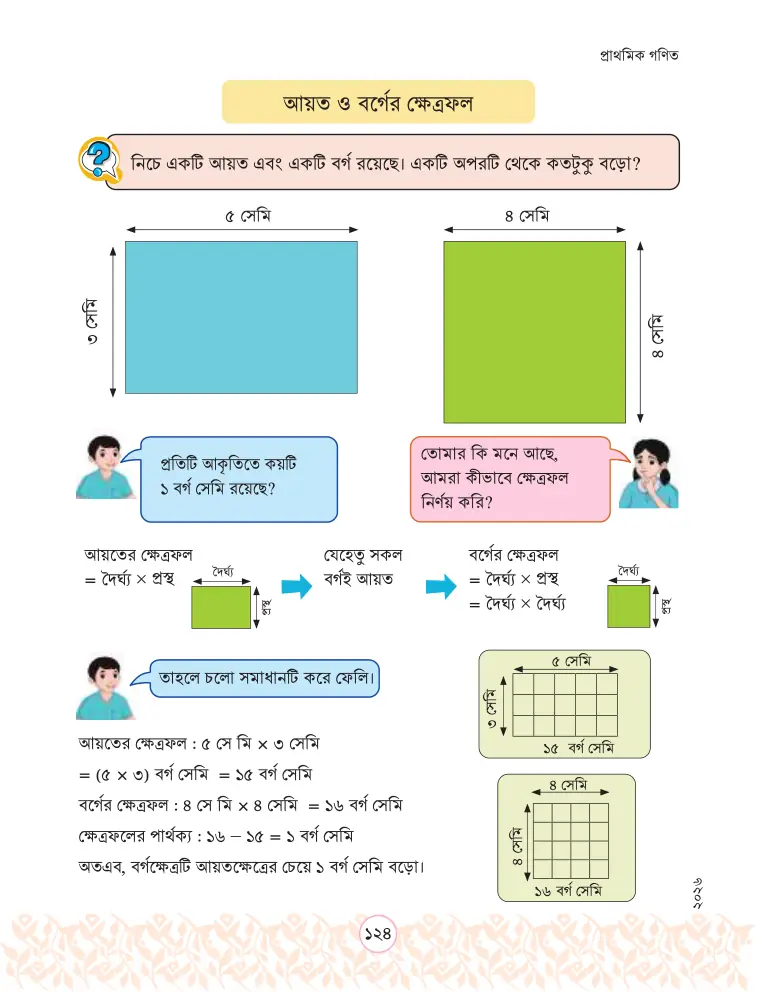 প্রাথমিক গণিত
আয়ত ও বর্গের ক্ষেত্রফল
নিচে একটি আয়ত এবং একটি বর্গ রয়েছে। একটি অপরটি থেকে কতটুকু বড়ো?
৫ সেমি
৪ সেমি
৩ সেমি
৪ সেমি
প্রতিটি আকৃতিতে কয়টি
১ বর্গ সেমি রয়েছে?
তোমার কি মনে আছে,
আমরা কীভাবে ক্ষেত্রফল
নির্ণয় করি?
আয়তের ক্ষেত্রফল
= দৈর্ঘ্য × প্রস্থ
দৈর্ঘ্য
প্রস্থ
যেহেতু সকল
বর্গই আয়ত
বর্গের ক্ষেত্রফল
= দৈর্ঘ্য × প্রস্থ
= দৈর্ঘ্য × দৈর্ঘ্য
দৈর্ঘ্য
প্রস্থ
তাহলে চলো সমাধানটি করে ফেলি।
আয়তের ক্ষেত্রফল : ৫ সে মি × ৩ সেমি
= (৫ × ৩) বর্গ সেমি = ১৫ বর্গ সেমি
বর্গের ক্ষেত্রফল : ৪ সে মি × ৪ সেমি = ১৬ বর্গ সেমি
ক্ষেত্রফলের পার্থক্য : ১৬ – ১৫ = ১ বর্গ সেমি
অতএব, বর্গক্ষেত্রটি আয়তক্ষেত্রের চেয়ে ১ বর্গ সেমি বড়ো।
৫ সেমি
৩ সেমি
১৫ বর্গ সেমি
৪ সেমি
৪ সেমি
১৬ বর্গ সেমি
২০২৬
১২৪